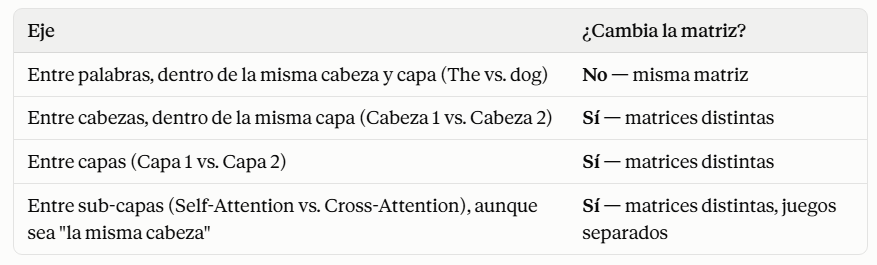 Eje ¿Cambia la matriz?
Entre palabras, dentro de la misma cabeza y capa (The vs. dog) No — misma matriz
Entre cabezas, dentro de la misma capa (Cabeza 1 vs. Cabeza 2) Sí — matrices distintas
Entre capas (Capa 1 vs. Capa 2) Sí — matrices distintas
Entre sub-capas (Self-Attention vs. Cross-Attention), aunque
sea "la misma cabeza"
Sí — matrices distintas, juegos
separados